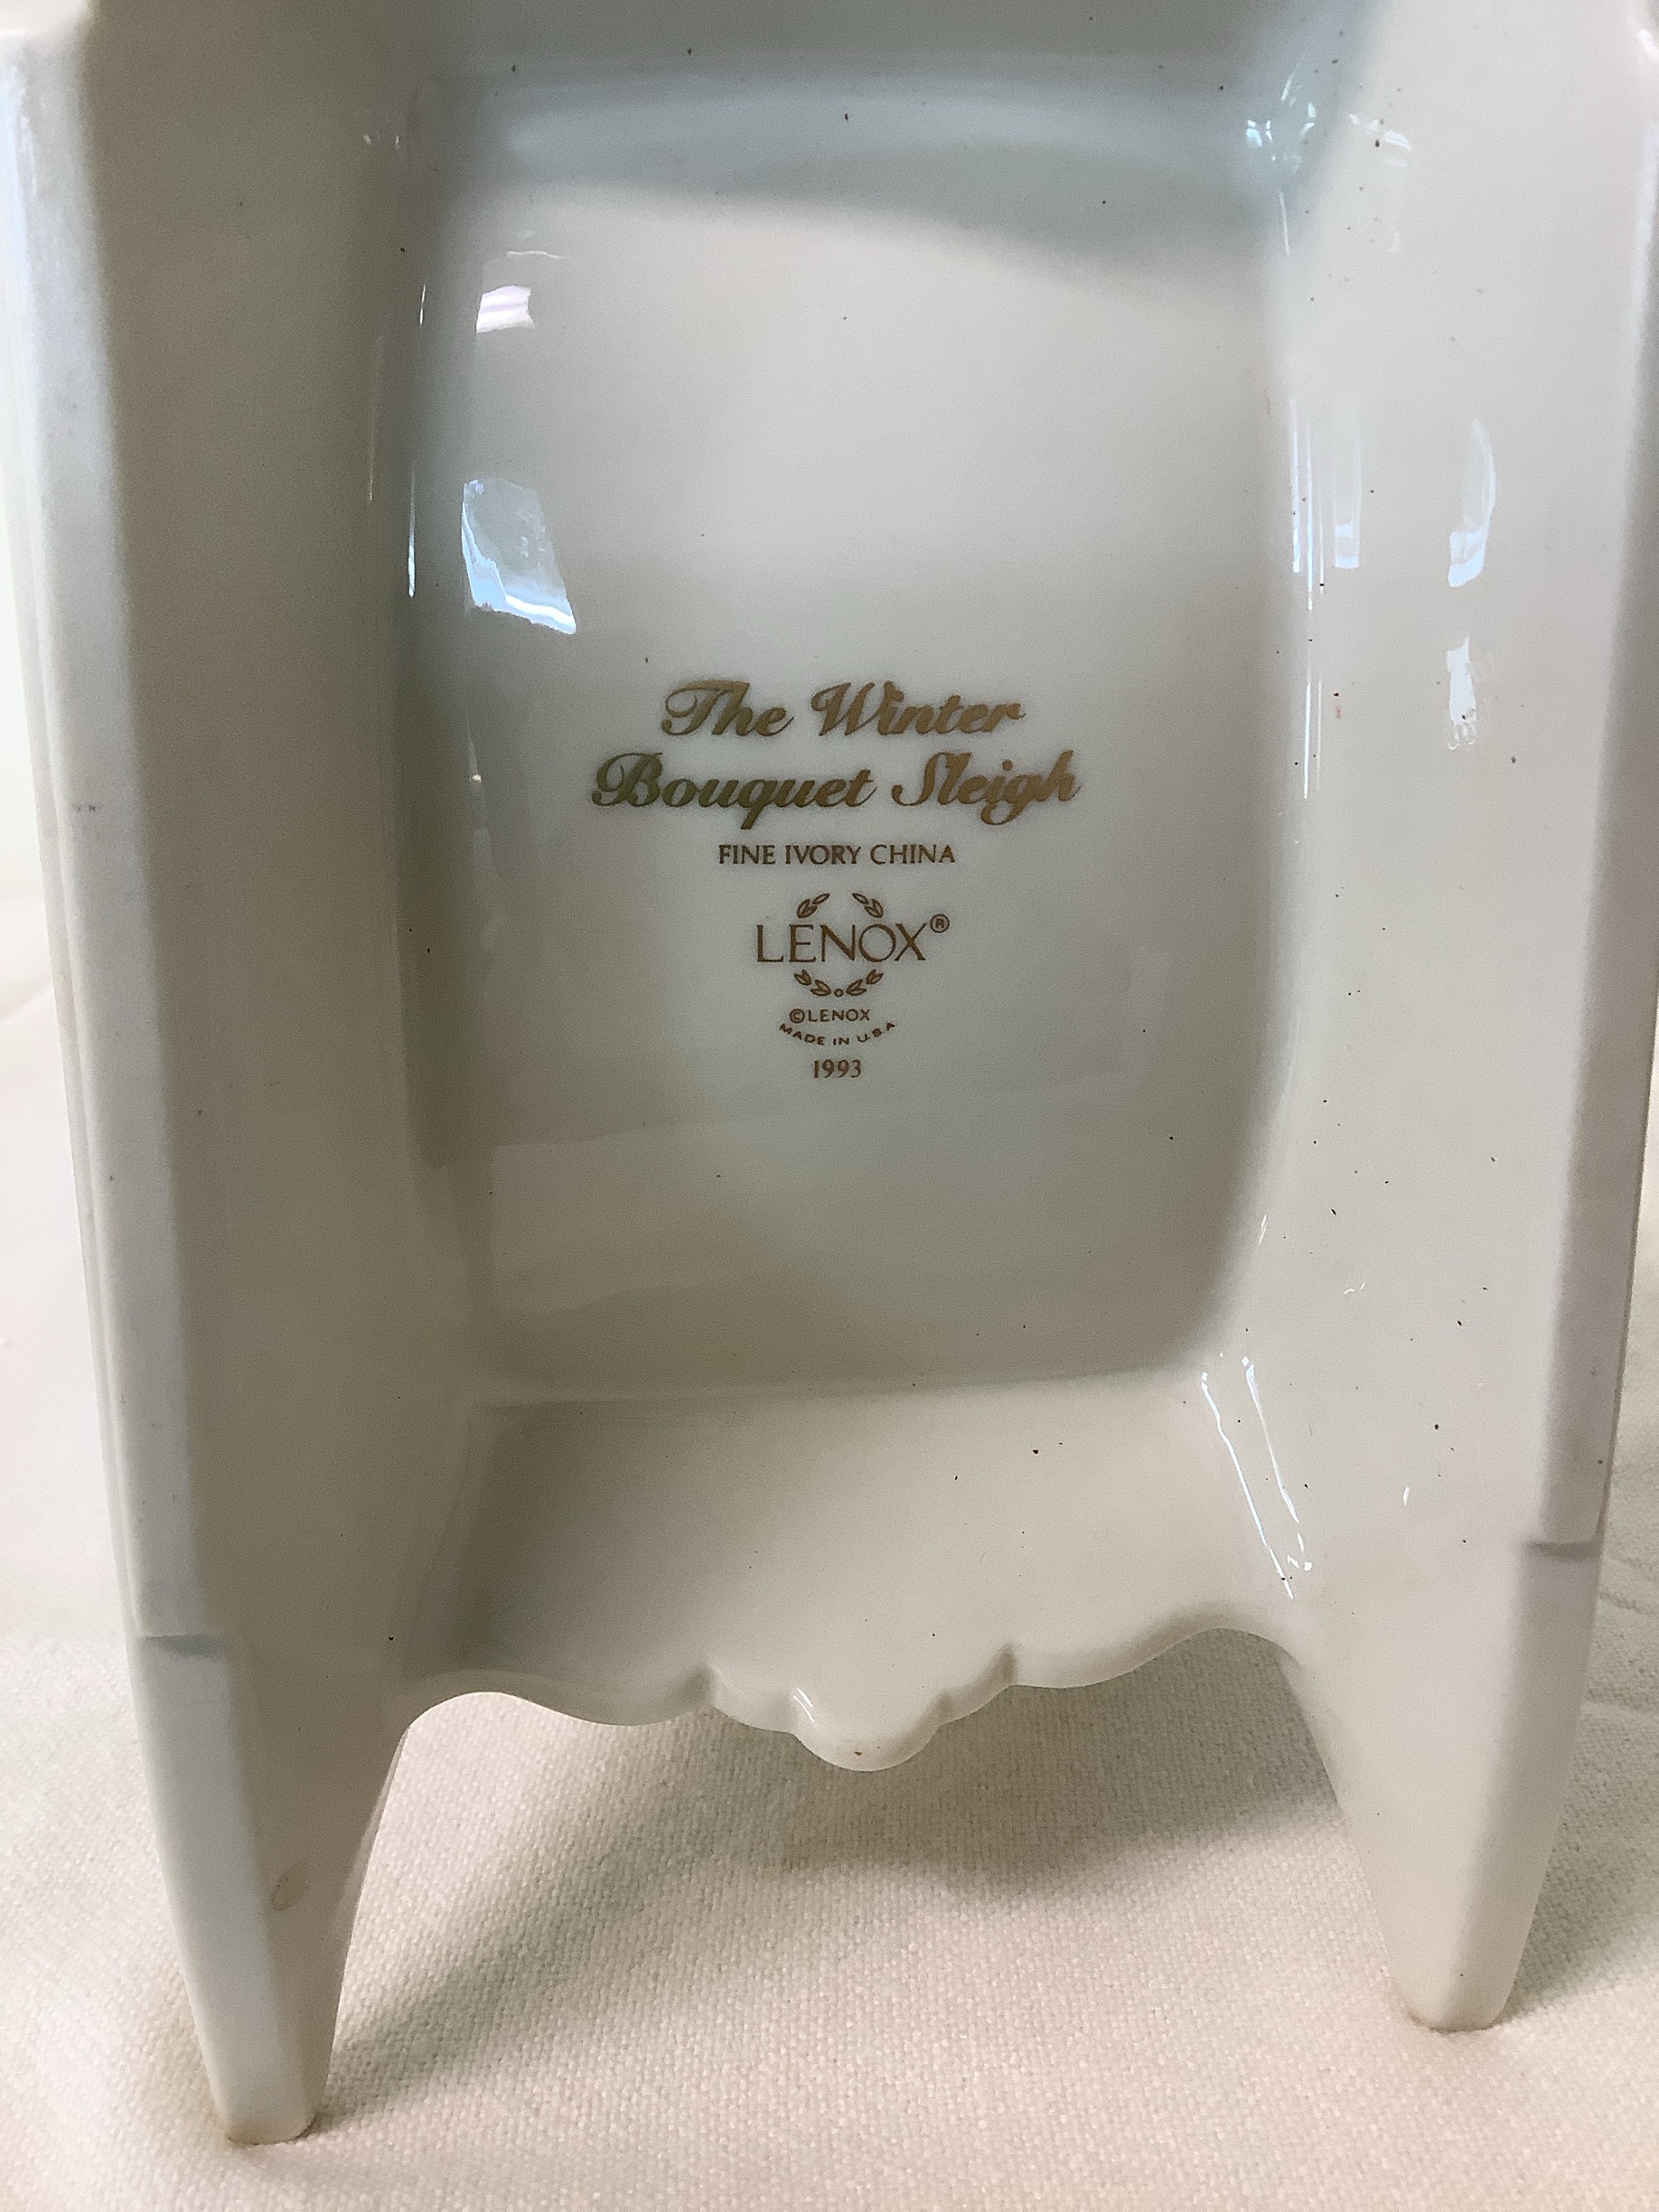 The Winter
Bouquet Sleigh
FINE IVORY CHINA
LENOX®
©LENOX
MADE IN U.S.A
1993